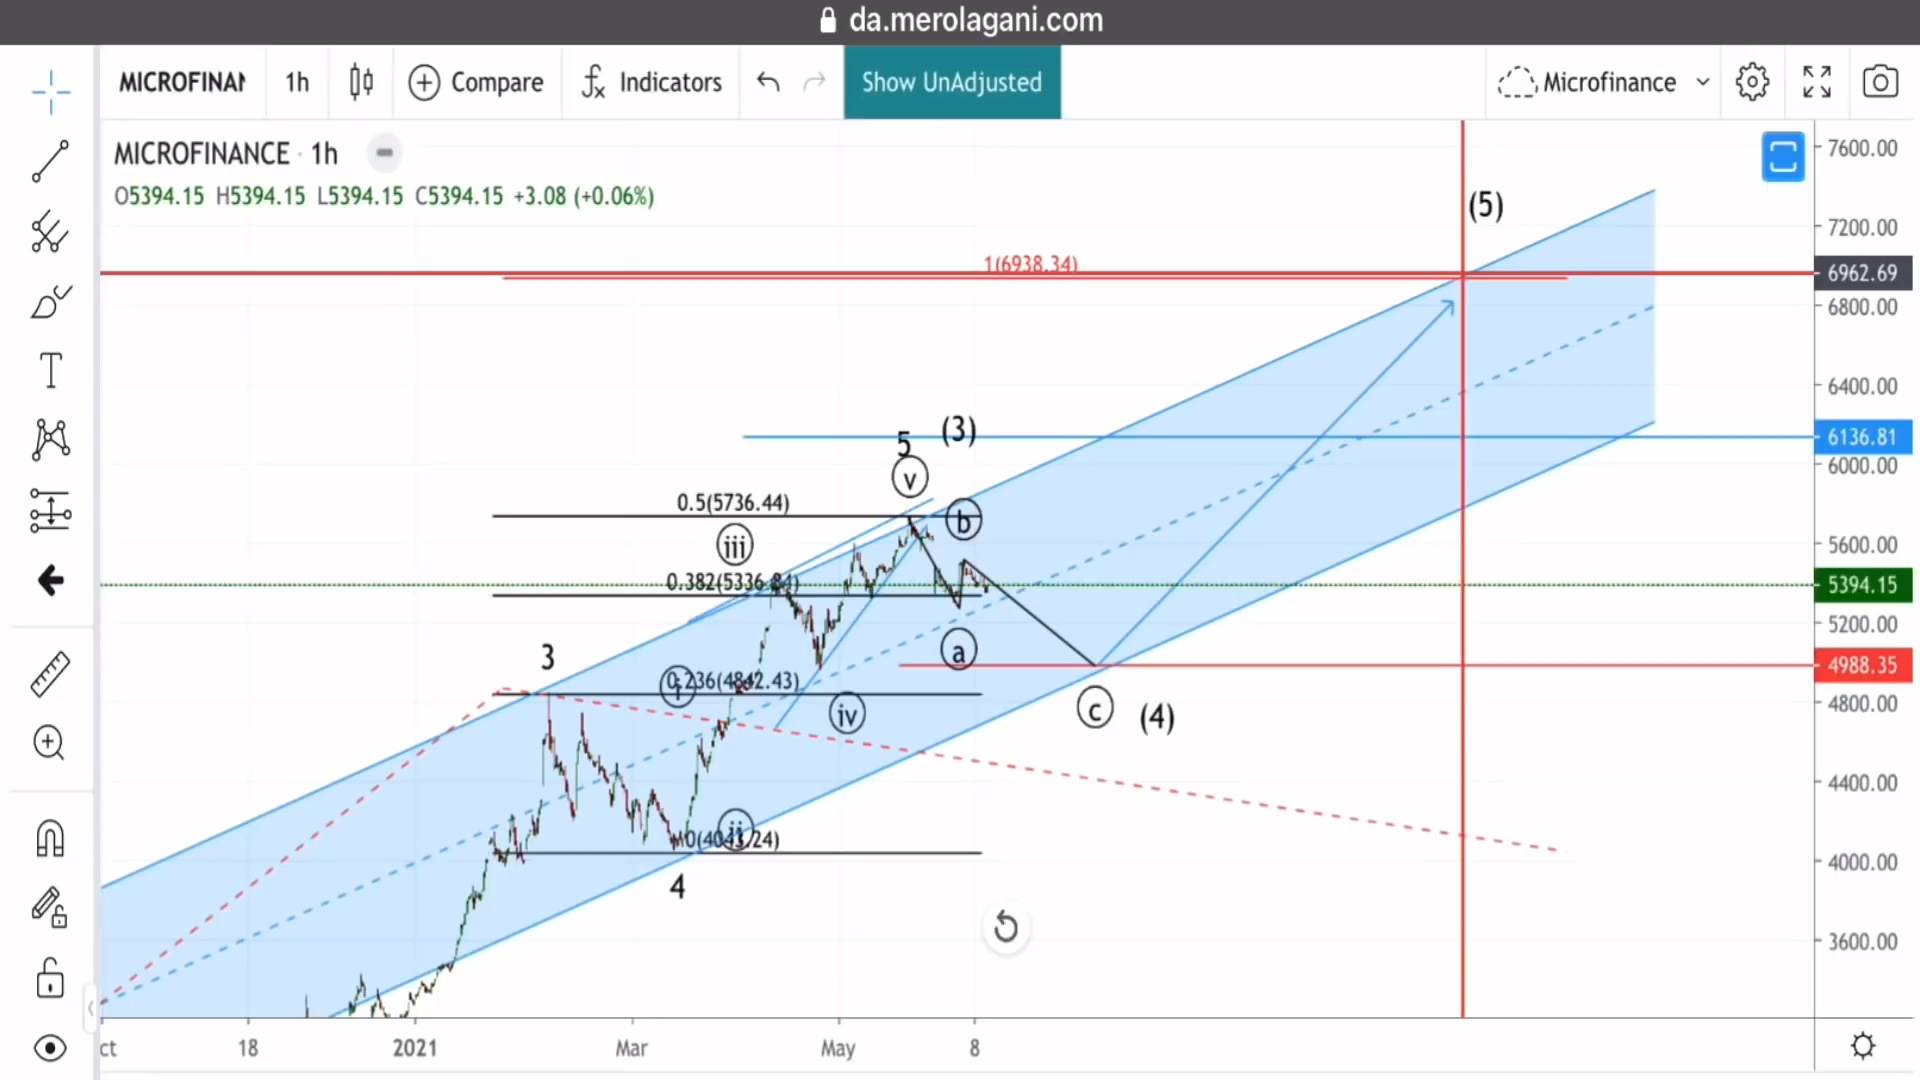 da.merolagani.com
MICROFINA
1h
Compare
fx Indicators
Show UnAdjusted
Microfinance
MICROFINANCE · 1h
O5394.15 H5394.15 L5394.15 C5394.15 +3.08 (+0.06%)
7600.00
(5)
7200.00
1(6938.34)
6962.69
6800.00
6400.00
5
(3)
6136.81
6000.00
v
0.5(5736.44)
b
iii
5600.00
0.382(5336.84)
5394.15
5200.00
3
a
4988.35
i
0.236(4842.43)
4800.00
iv
c
(4)
4400.00
ii
0(4043.24)
4000.00
4
3600.00
ct
18
2021
Mar
May
8